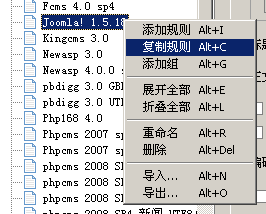 Fcms 4.0 sp4
Joomla! 1.5.18
Kingcms 3.0
Newasp 3.0
Newasp 4.0.0 s
pbdigg 3.0 GB
pbdigg 3.0 UT
Php168 4.0
Phpcms 2007 sp
Phpcms 2007 sp
phpcms 2008 SP
phpcms 2008 SP
phpcms 2008 SP
phpcms 2008
phpcms 2008 SP4 新闻 UTF8
添加规则 Alt+I
复制规则 Alt+C
添加组 Alt+G
展开全部 Alt+E
折叠全部 Alt+L
重命名 Alt+R
删除 Alt+Del
导入... Alt+N
导出... Alt+O